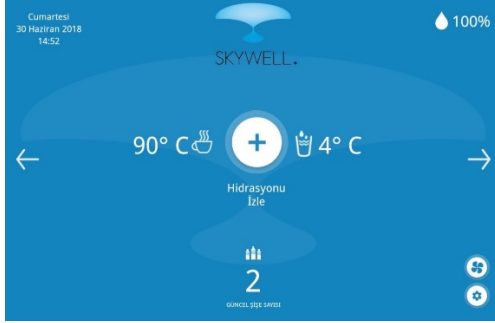 Cumartesi
30 Haziran 2018
14:52
100%
SKYWELL.
90° C
4° C
Hidrasyonu
İzle
2
GÜNCEL ŞİŞE SAYISI